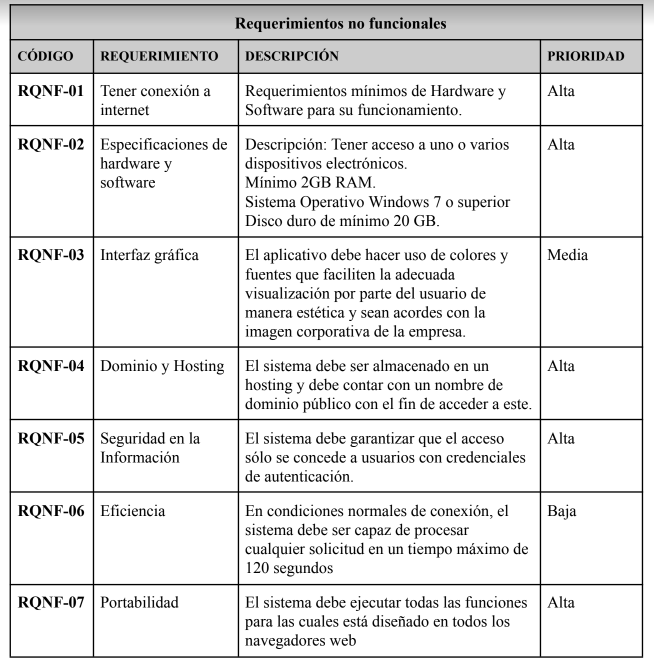 Requerimientos no funcionales
CÓDIGO REQUERIMIENTO DESCRIPCIÓN PRIORIDAD
RQNF-01 Tener conexión a Requerimientos mínimos de Hardware y Alta
internet Software para su funcionamiento.
RQNF-02 Especificaciones de Descripción: Tener acceso a uno o varios Alta
hardware y dispositivos electrónicos.
software Mínimo 2GB RAM.
Sistema Operativo Windows 7 o superior
Disco duro de mínimo 20 GB.
RQNF-03 Interfaz gráfica El aplicativo debe hacer uso de colores y Media
fuentes que faciliten la adecuada
visualización por parte del usuario de
manera estética y sean acordes con la
imagen corporativa de la empresa.
RQNF-04 Dominio y Hosting El sistema debe ser almacenado en un Alta
hosting y debe contar con un nombre de
dominio público con el fin de acceder a este.
RQNF-05 Seguridad en la El sistema debe garantizar que el acceso Alta
Información sólo se concede a usuarios con credenciales
de autenticación.
RQNF-06 Eficiencia En condiciones normales de conexión, el Baja
sistema debe ser capaz de procesar
cualquier solicitud en un tiempo máximo de
120 segundos
RQNF-07 Portabilidad El sistema debe ejecutar todas las funciones Alta
para las cuales está diseñado en todos los
navegadores web